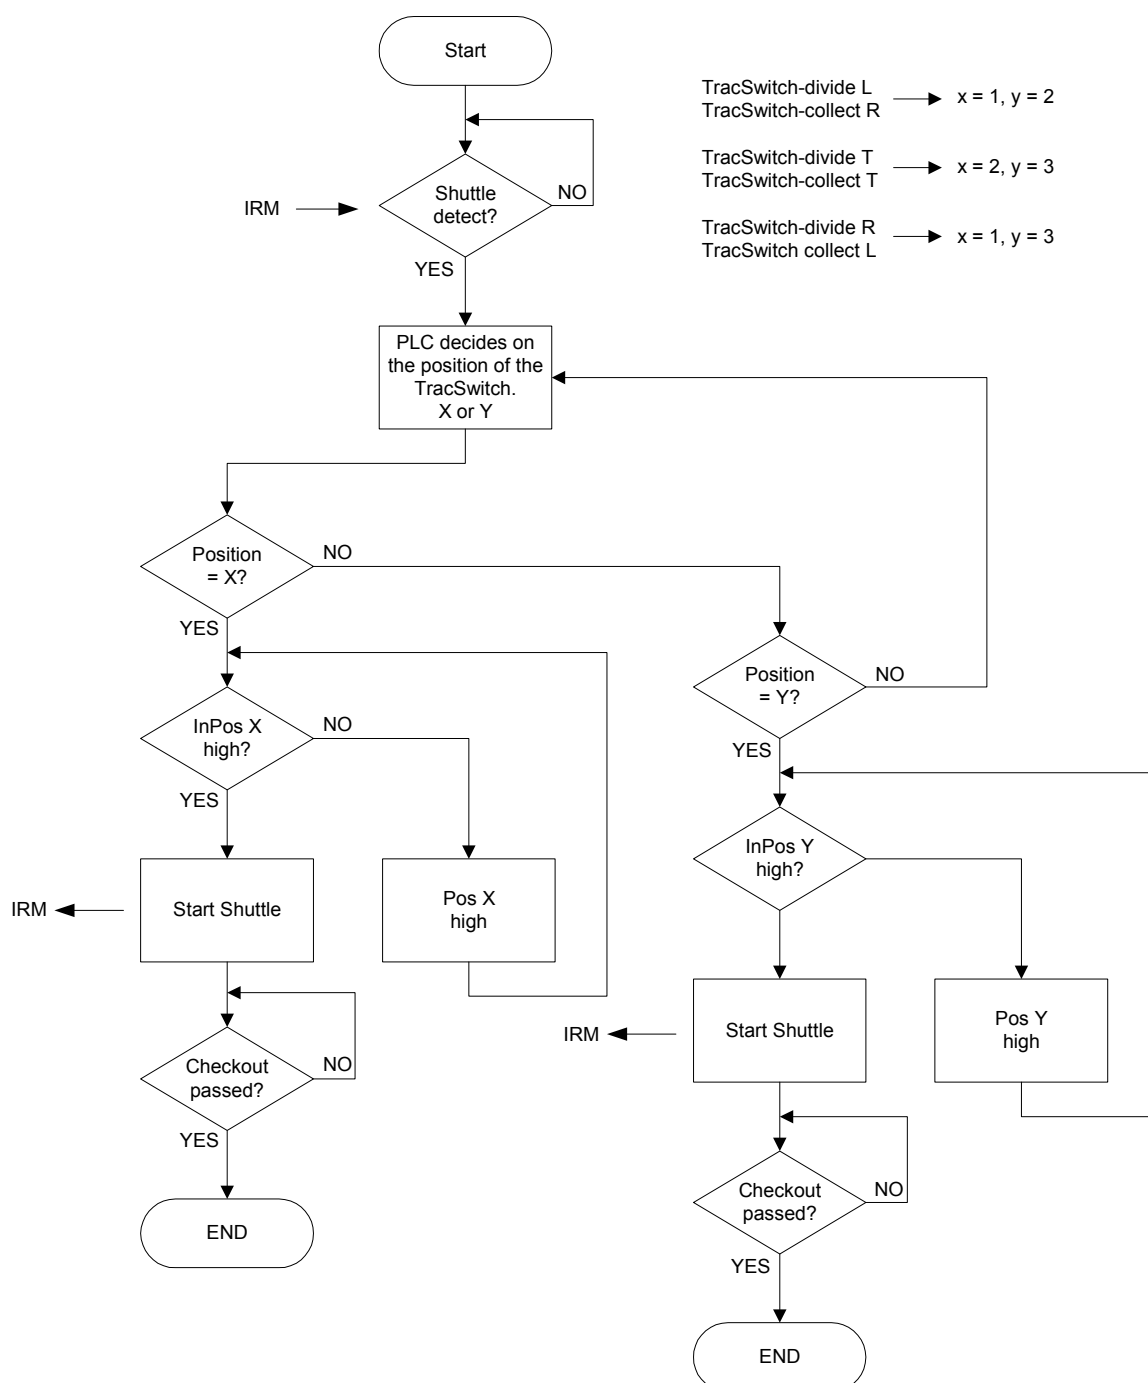 Start
TracSwitch-divide L
TracSwitch-collect R
x = 1, y = 2
TracSwitch-divide T
TracSwitch-collect T
x = 2, y = 3
TracSwitch-divide R
TracSwitch collect L
x = 1, y = 3
IRM
Shuttle
detect?
NO
YES
PLC decides on
the position of the
TracSwitch.
X or Y
Position
= X?
NO
YES
Position
= Y?
NO
YES
InPos X
high?
NO
YES
InPos Y
high?
IRM
Start Shuttle
Pos X
high
IRM
Start Shuttle
Pos Y
high
Checkout
passed?
NO
YES
Checkout
passed?
NO
YES
END
END